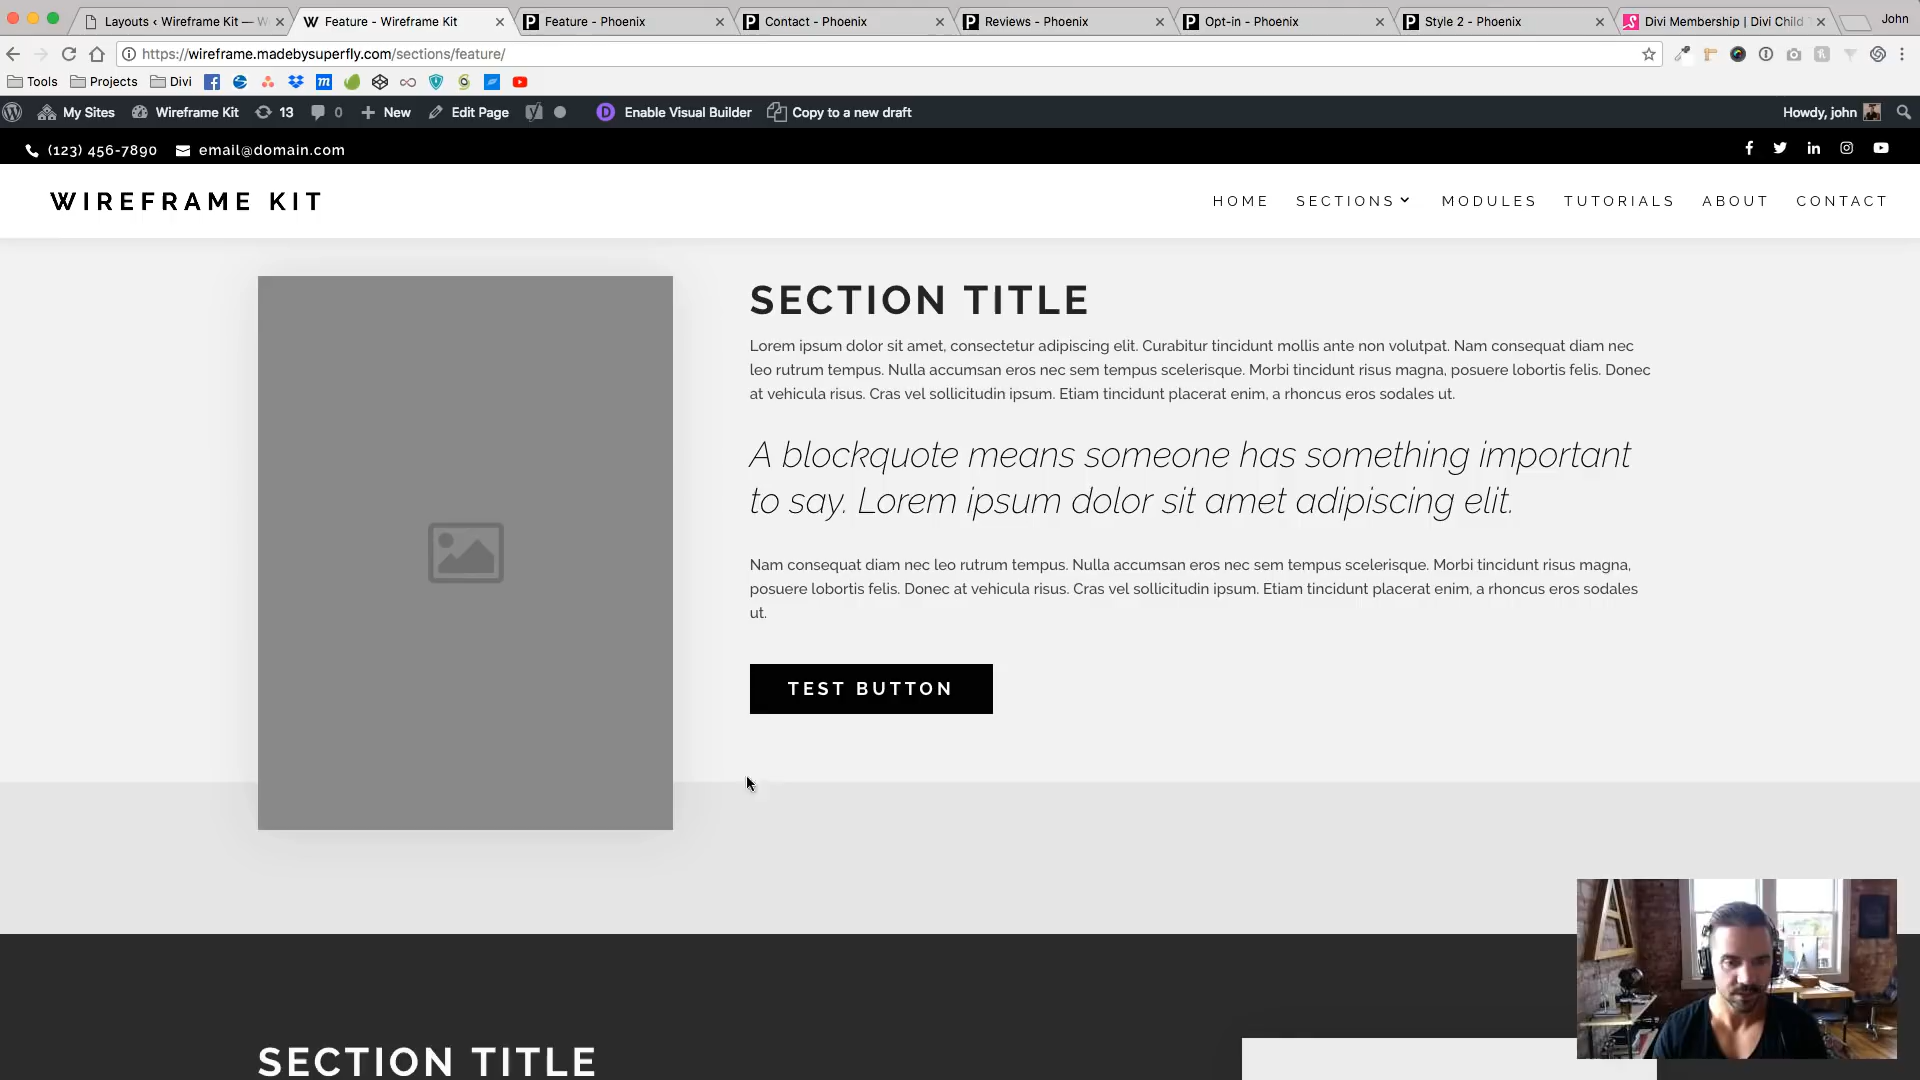 Layouts ‹ Wireframe Kit —
Feature - Wireframe Kit
Feature - Phoenix
Contact - Phoenix
Reviews - Phoenix
Opt-in - Phoenix
Style 2 - Phoenix
Divi Membership | Divi Child
John
https://wireframe.madebysuperfly.com/sections/feature/
Tools
Projects
Divi
My Sites
Wireframe Kit
13
0
New
Edit Page
Enable Visual Builder
Copy to a new draft
Howdy, john
(123) 456-7890
email@domain.com
WIREFRAME KIT
HOME
SECTIONS
MODULES
TUTORIALS
ABOUT
CONTACT
SECTION TITLE
Lorem ipsum dolor sit amet, consectetur adipiscing elit. Curabitur tincidunt mollis ante non volutpat. Nam consequat diam nec
leo rutrum tempus. Nulla accumsan eros nec sem tempus scelerisque. Morbi tincidunt risus magna, posuere lobortis felis. Donec
at vehicula risus. Cras vel sollicitudin ipsum. Etiam tincidunt placerat enim, a rhoncus eros sodales ut.
A blockquote means someone has something important
to say. Lorem ipsum dolor sit amet adipiscing elit.
Nam consequat diam nec leo rutrum tempus. Nulla accumsan eros nec sem tempus scelerisque. Morbi tincidunt risus magna,
posuere lobortis felis. Donec at vehicula risus. Cras vel sollicitudin ipsum. Etiam tincidunt placerat enim, a rhoncus eros sodales
ut.
TEST BUTTON
SECTION TITLE